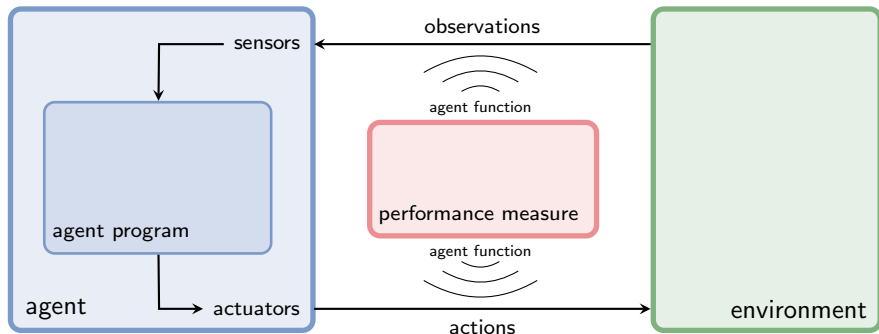 observations
sensors
agent function
agent program
performance measure
agent function
agent
actuators
environment
actions